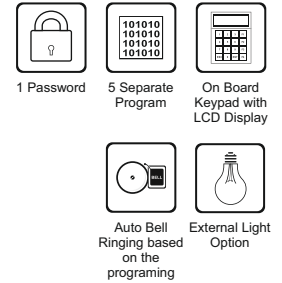 101010
101010
101010
101010
1 Password
5 Separate
Program
On Board
Keypad with
LCD Display
BELL
Auto Bell
Ringing based
on the
programing
External Light
Option